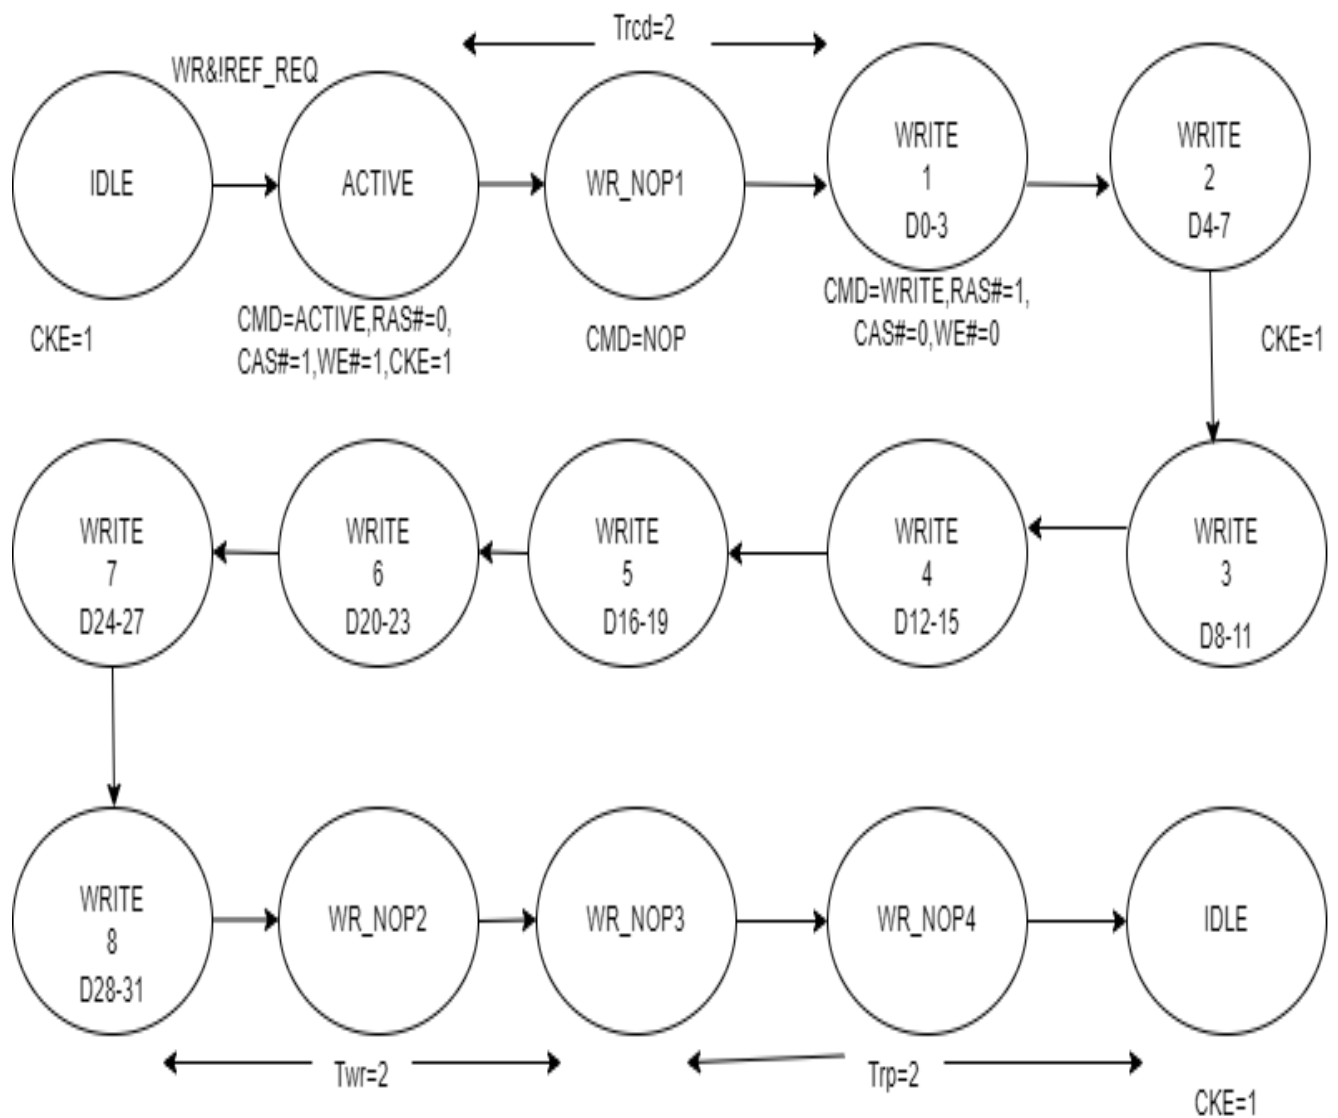 Trcd=2
WR&!REF_REQ
IDLE
ACTIVE
WR_NOP1
WRITE
1
D0-3
WRITE
2
D4-7
CKE=1
CMD=ACTIVE,RAS#=0,
CAS#=1,WE#=1,CKE=1
CMD=NOP
CMD=WRITE,RAS#=1,
CAS#=0,WE#=0
CKE=1
WRITE
7
D24-27
WRITE
6
D20-23
WRITE
5
D16-19
WRITE
4
D12-15
WRITE
3
D8-11
WRITE
8
D28-31
WR_NOP2
WR_NOP3
WR_NOP4
IDLE
Twr=2
Trp=2
CKE=1